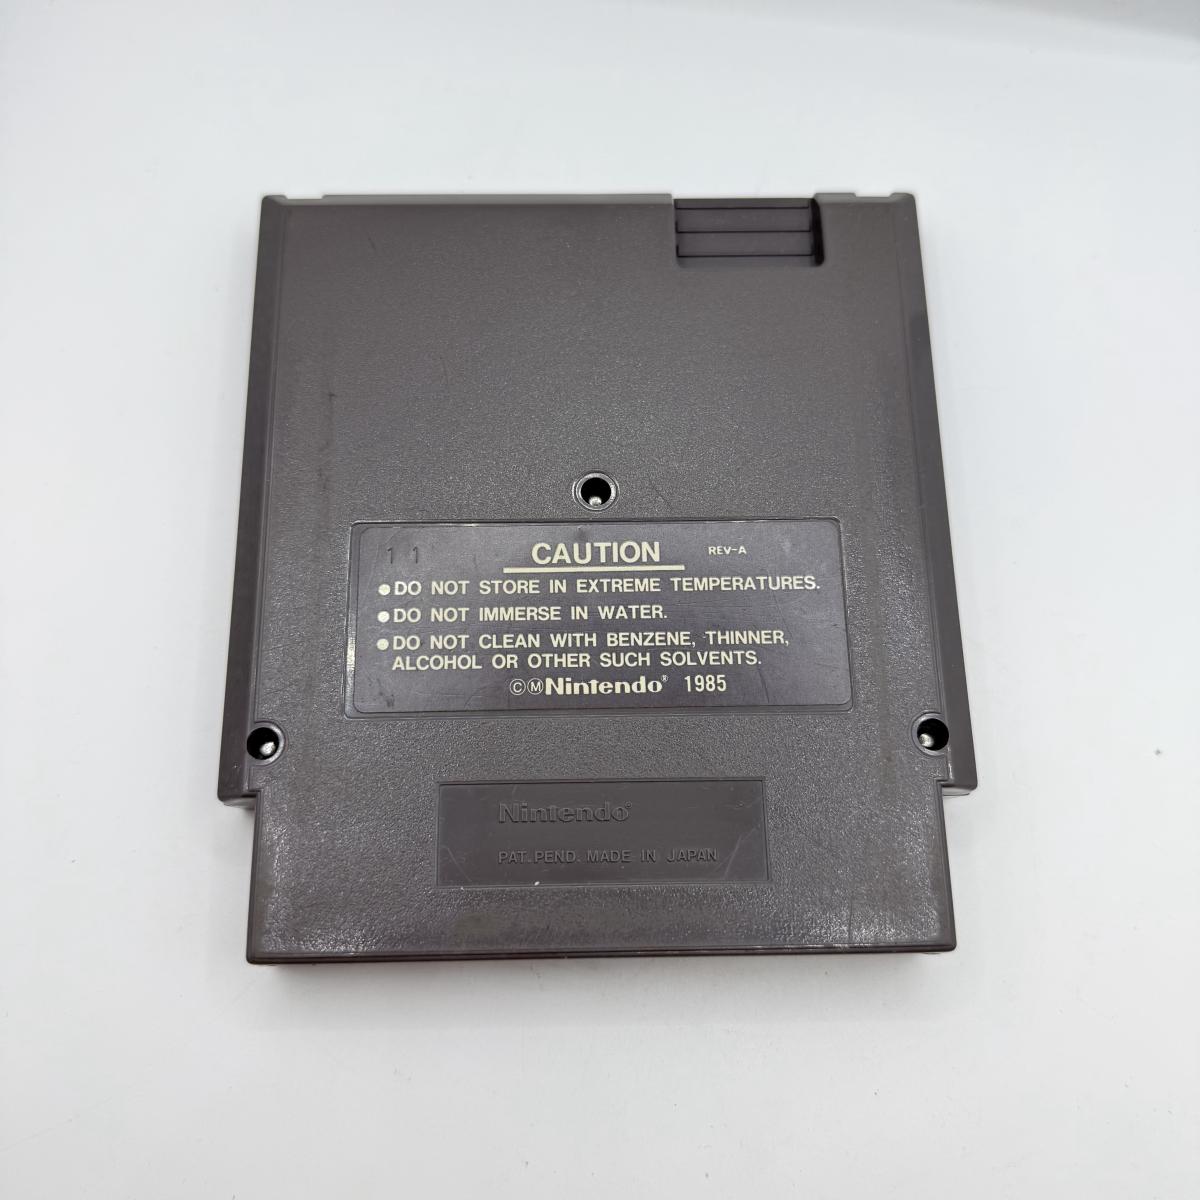 11 CAUTION REV-A
●DO NOT STORE IN EXTREME TEMPERATURES.
●DO NOT IMMERSE IN WATER.
●DO NOT CLEAN WITH BENZENE, THINNER,
ALCOHOL OR OTHER SUCH SOLVENTS.
ⒸⓂNintendo® 1985
Nintendo®
PAT. PEND. MADE IN JAPAN